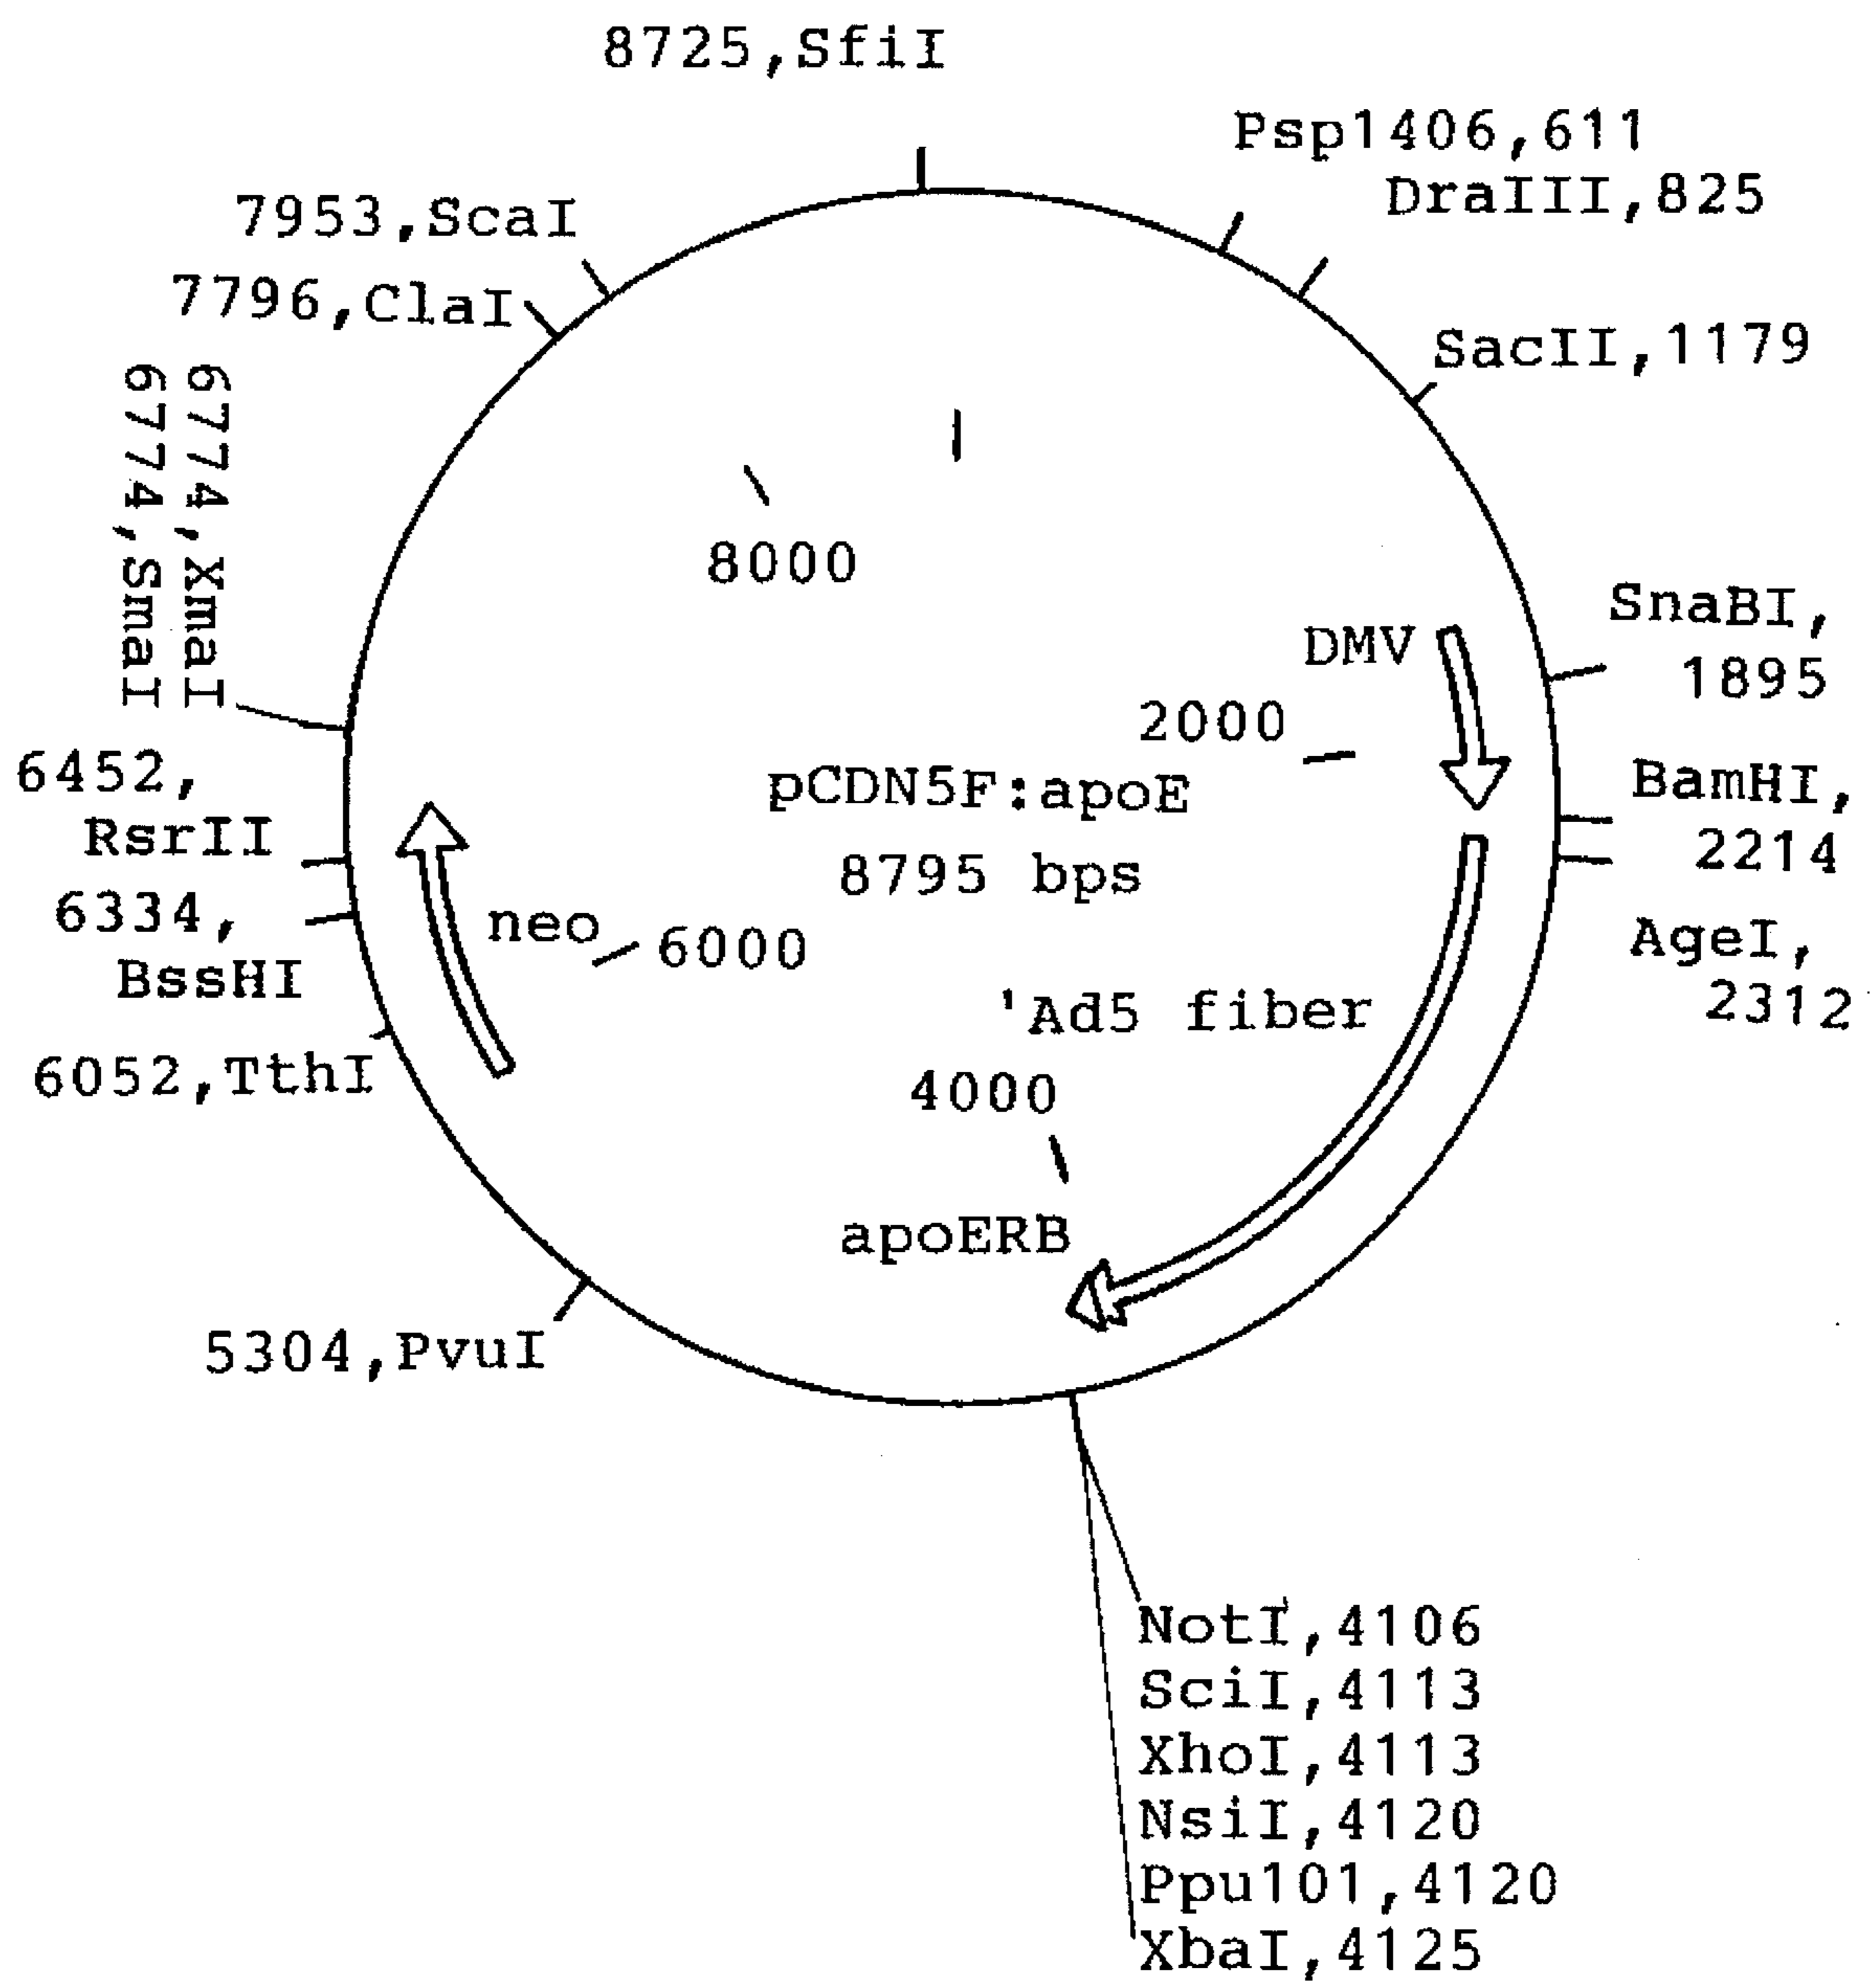 8725,SfiI
Psp1406,611
DraIII,825
SacII,1179
7953,ScaI
7796,ClaI
6774,XmaI
6774,SmaI
8000
SnaBI,
1895
DMV
2000
BamHI,
2214
pCDN5F:apoE
8795 bps
6452,
RsrII
6334,
BssHI
neo
6000
AgeI,
2312
'Ad5 fiber
6052,TthI
4000
apoERB
5304,PvuI
NotI,4106
SciI,4113
XhoI,4113
NsiI,4120
Ppu101,4120
XbaI,4125